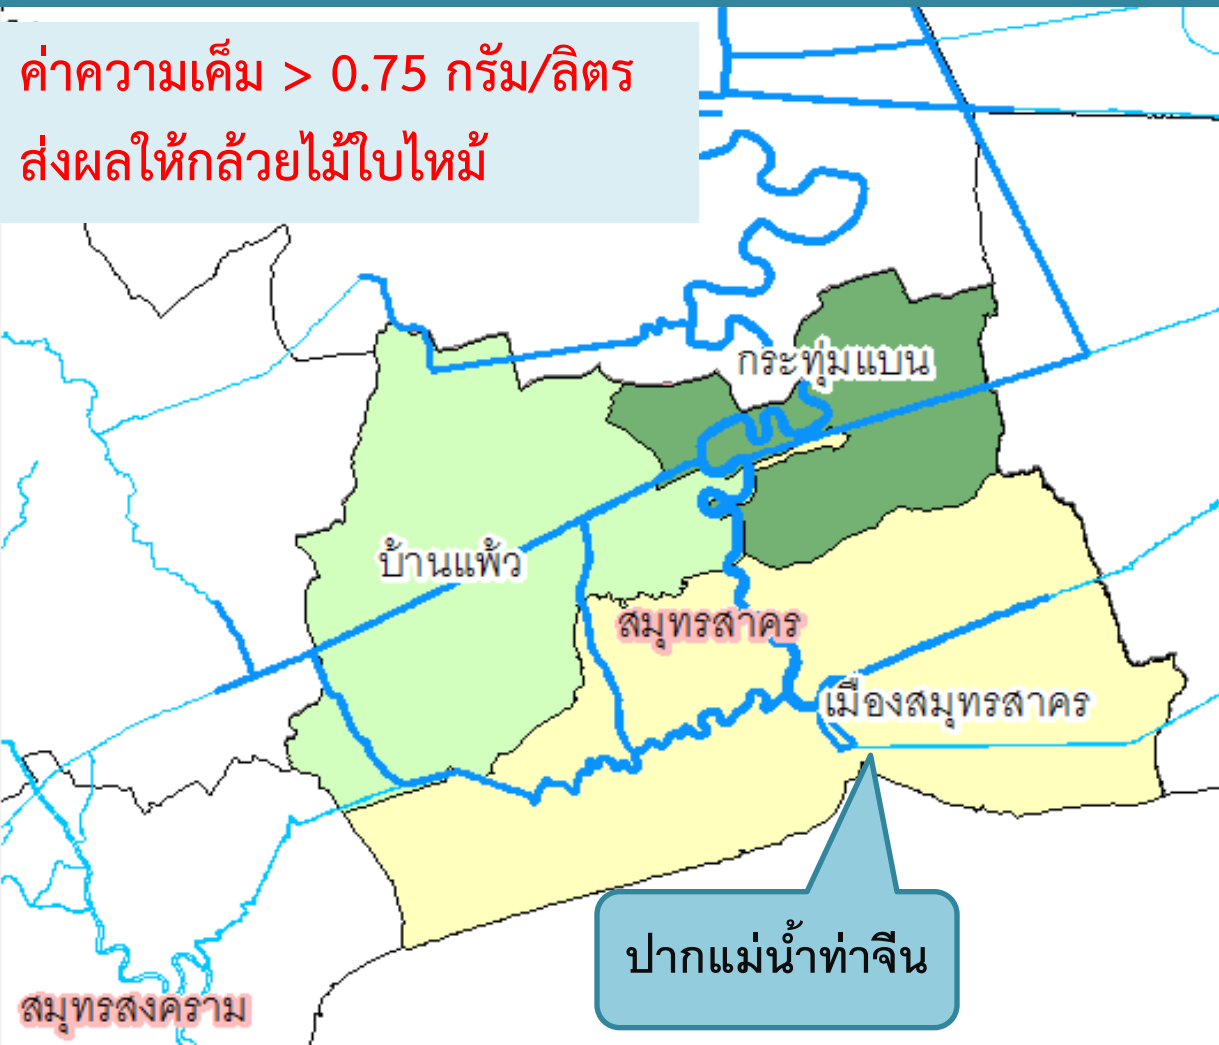 ค่าความเค็ม > 0.75 กรัม/ลิตร
ส่งผลให้กล้วยไม้ใบไหม้
กระทุ่มแบน
บ้านแพ้ว
สมุทรสาคร
เมืองสมุทรสาคร
ปากแม่น้ำท่าจีน
สมุทรสงคราม